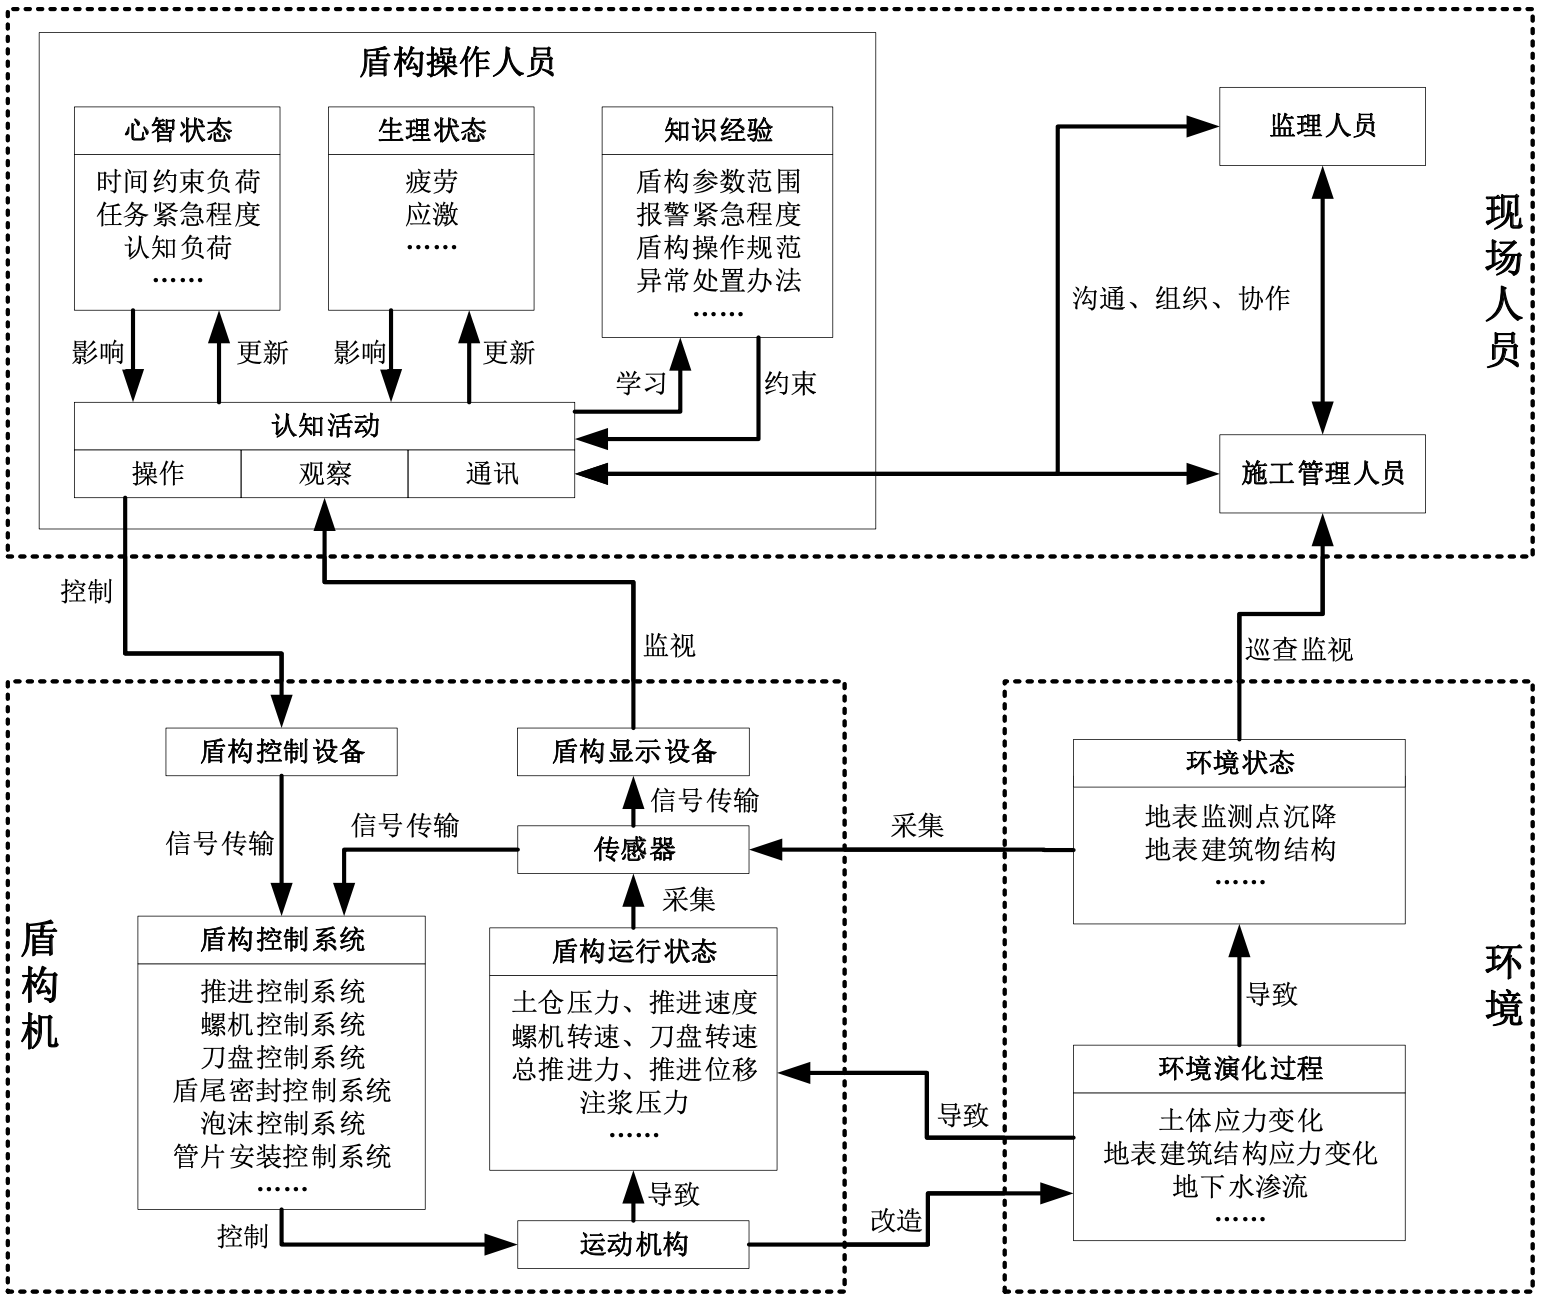 盾构操作人员
心智状态
时间约束负荷
任务紧急程度
认知负荷
……
生理状态
疲劳
应激
……
知识经验
盾构参数范围
报警紧急程度
盾构操作规范
异常处置办法
……
影响
更新
影响
更新
学习
约束
认知活动
操作
观察
通讯
监理人员
沟通、组织、协作
施工管理人员
现场人员
控制
监视
巡查监视
盾构机
盾构控制设备
信号传输
盾构显示设备
信号传输
信号传输
传感器
采集
采集
盾构控制系统
推进控制系统
螺机控制系统
刀盘控制系统
盾尾密封控制系统
泡沫控制系统
管片安装控制系统
……
盾构运行状态
土仓压力、推进速度
螺机转速、刀盘转速
总推进力、推进位移
注浆压力
……
导致
控制
运动机构
改造
导致
环境
环境状态
地表监测点沉降
地表建筑物结构
……
导致
环境演化过程
土体应力变化
地表建筑结构应力变化
地下水渗流
……